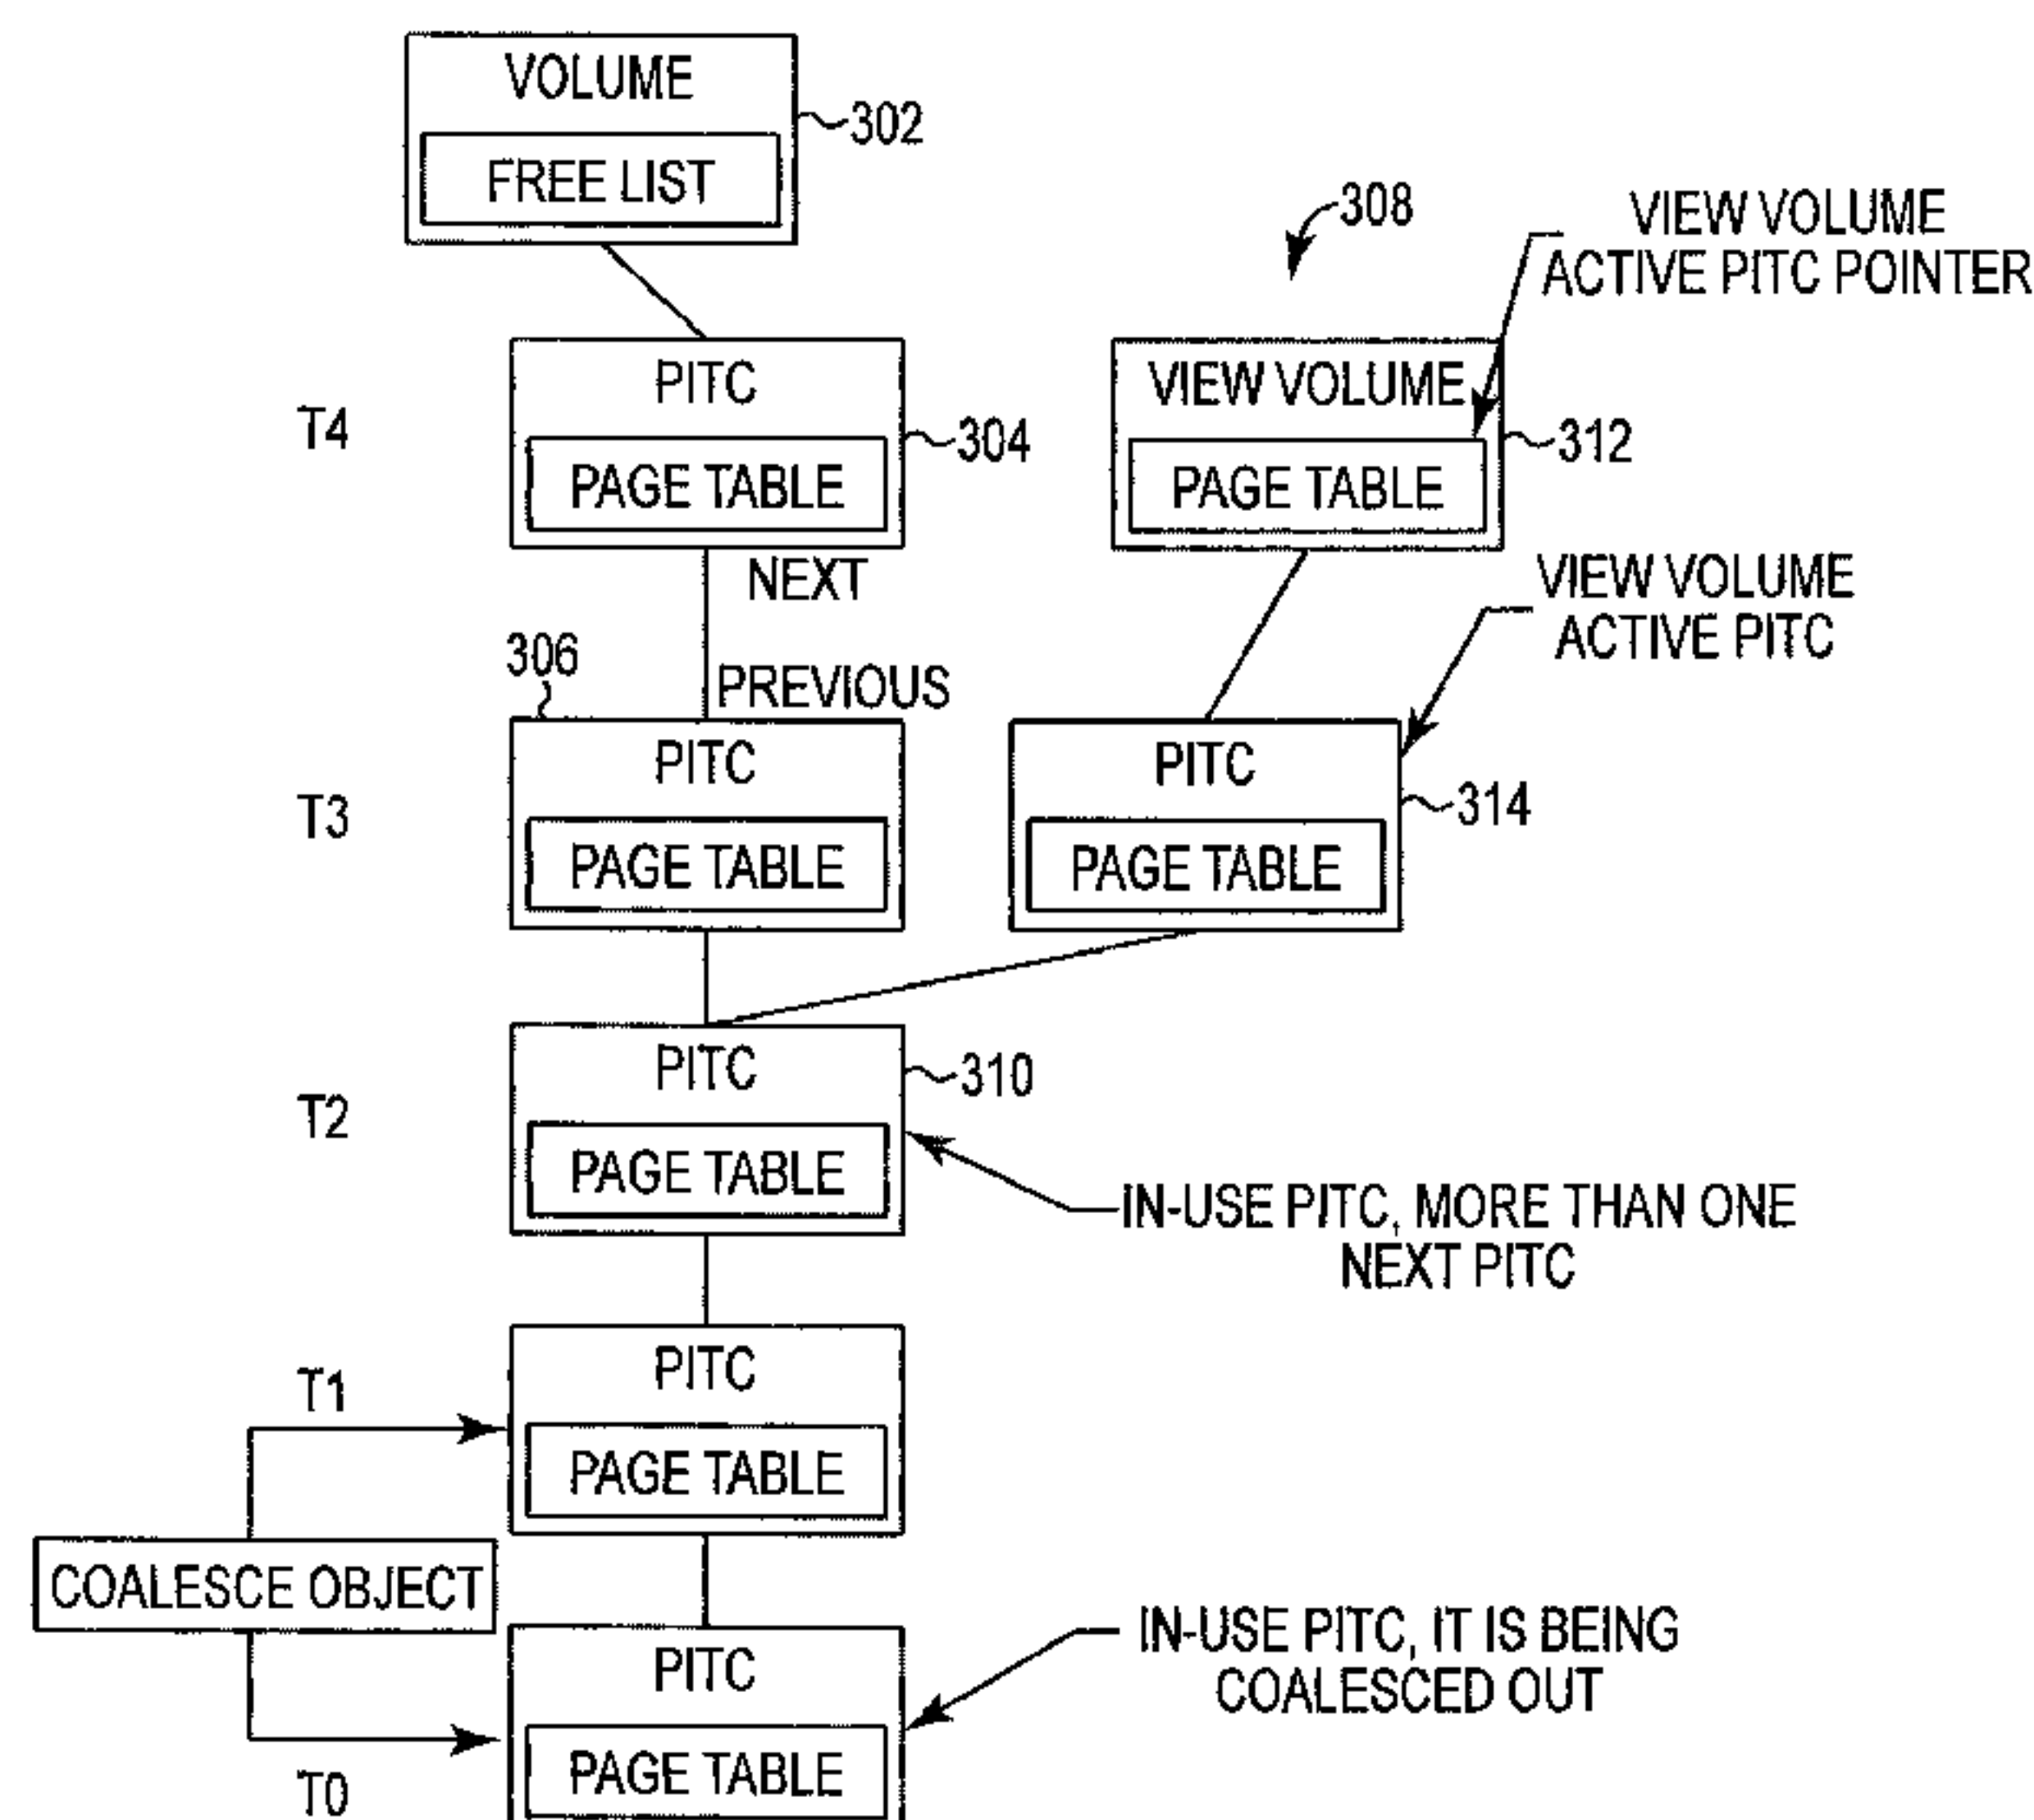 VOLUME
FREE LIST
302
308
VIEW VOLUME
ACTIVE PITC POINTER
T4
PITC
PAGE TABLE
304
VIEW VOLUME
PAGE TABLE
312
NEXT
PREVIOUS
VIEW VOLUME
ACTIVE PITC
306
T3
PITC
PAGE TABLE
PITC
PAGE TABLE
314
T2
PITC
PAGE TABLE
310
IN-USE PITC, MORE THAN ONE
NEXT PITC
T1
PITC
PAGE TABLE
COALESCE OBJECT
T0
PITC
PAGE TABLE
IN-USE PITC, IT IS BEING
COALESCED OUT